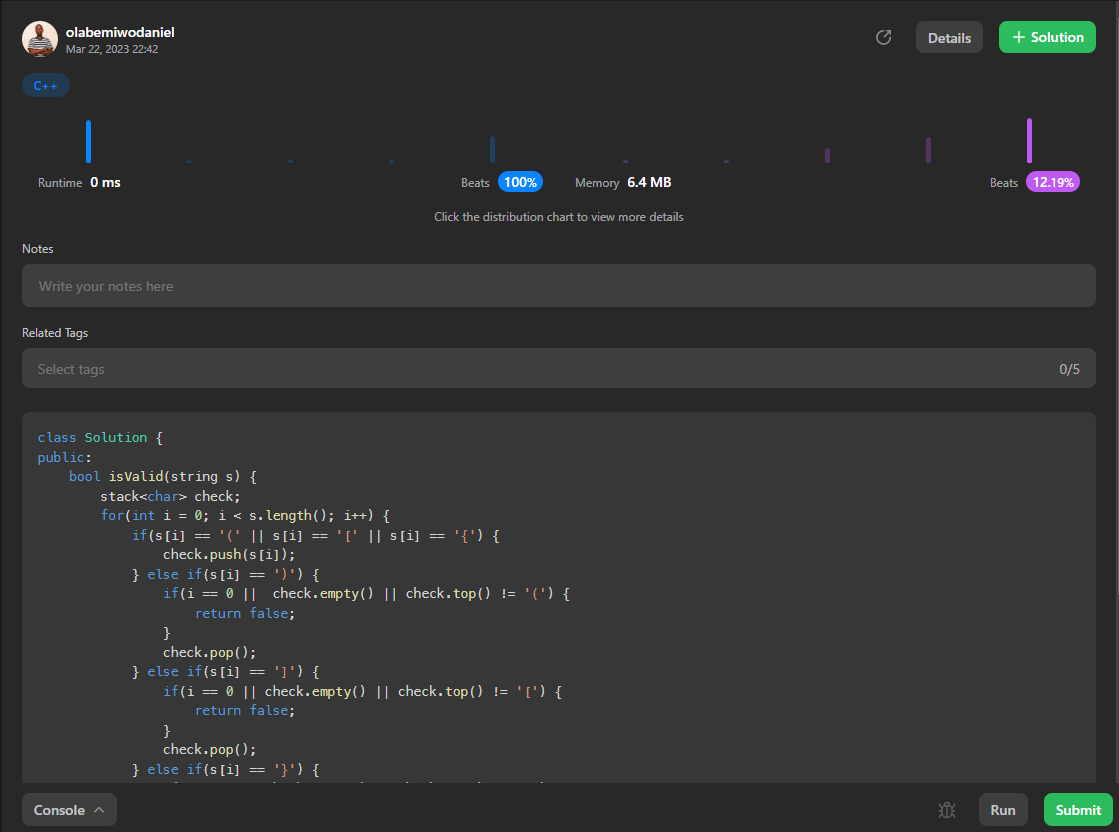 olabemiwodaniel
Mar 22, 2023 22:42
Details
+ Solution
C++
Runtime 0 ms
Beats 100%
Memory 6.4 MB
Beats 12.19%
Click the distribution chart to view more details
Notes
Write your notes here
Related Tags
Select tags
0/5
class Solution {
public:
    bool isValid(string s) {
        stack<char> check;
        for(int i = 0; i < s.length(); i++) {
            if(s[i] == '(' || s[i] == '[' || s[i] == '{') {
                check.push(s[i]);
            } else if(s[i] == ')') {
                if(i == 0 ||  check.empty() || check.top() != '(') {
                    return false;
                }
                check.pop();
            } else if(s[i] == ']') {
                if(i == 0 || check.empty() || check.top() != '[') {
                    return false;
                }
                check.pop();
            } else if(s[i] == '}') {
Console
Run
Submit